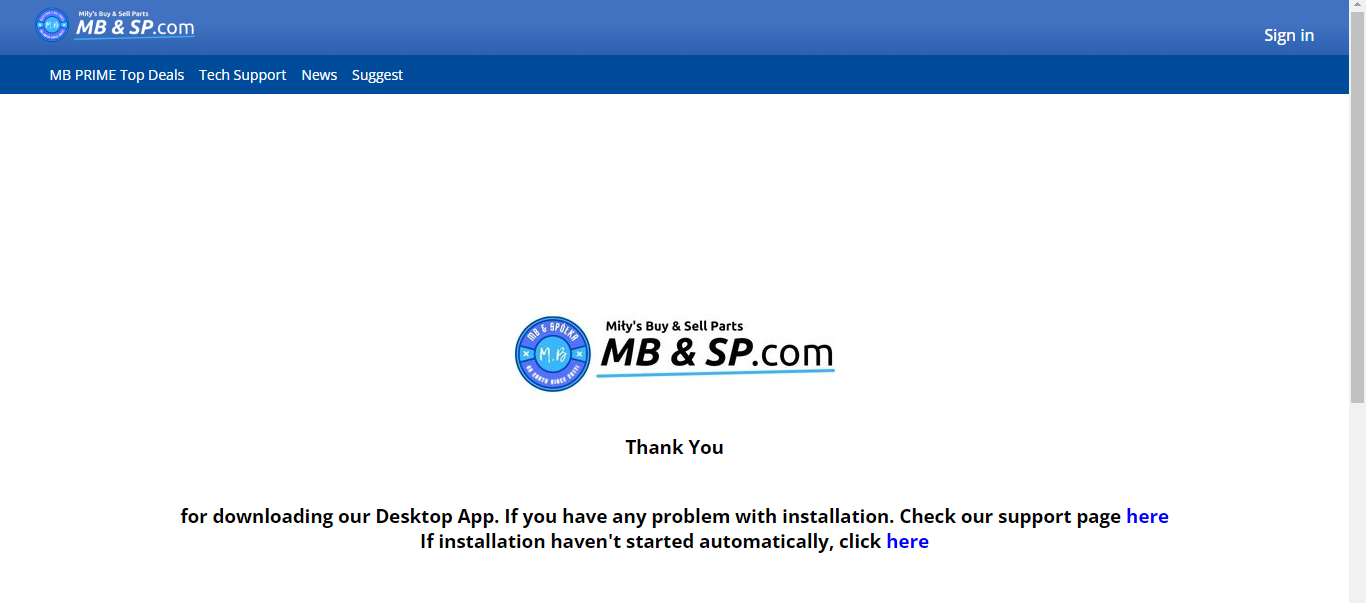 Miły's Buy & Sell Parts
MB & SP.com
Sign in
MB PRIME Top Deals Tech Support News Suggest
MB & SPÓŁKA
M.B
Miły's Buy & Sell Parts
MB & SP.com
Thank You
for downloading our Desktop App. If you have any problem with installation. Check our support page here
If installation haven't started automatically, click here